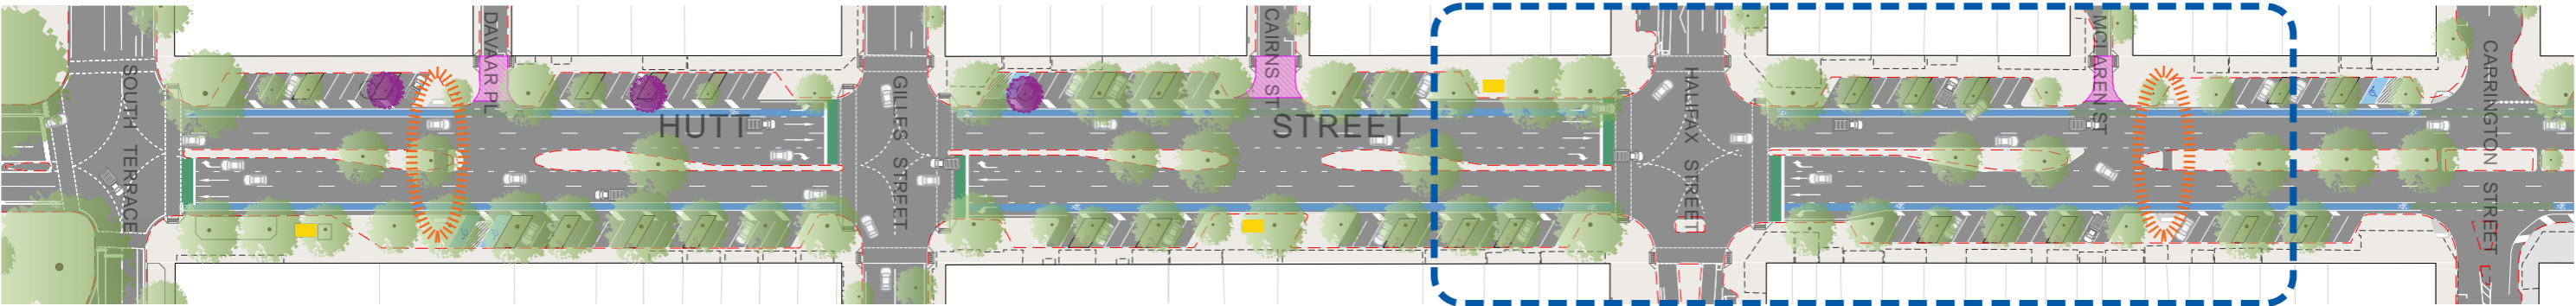 SOUTH TERRACE
DAVAAR PL
HUTT
GILLES STREET
CAIRNS ST
STREET
HALIFAX STREET
MCLAREN ST
CARRINGTON STREET